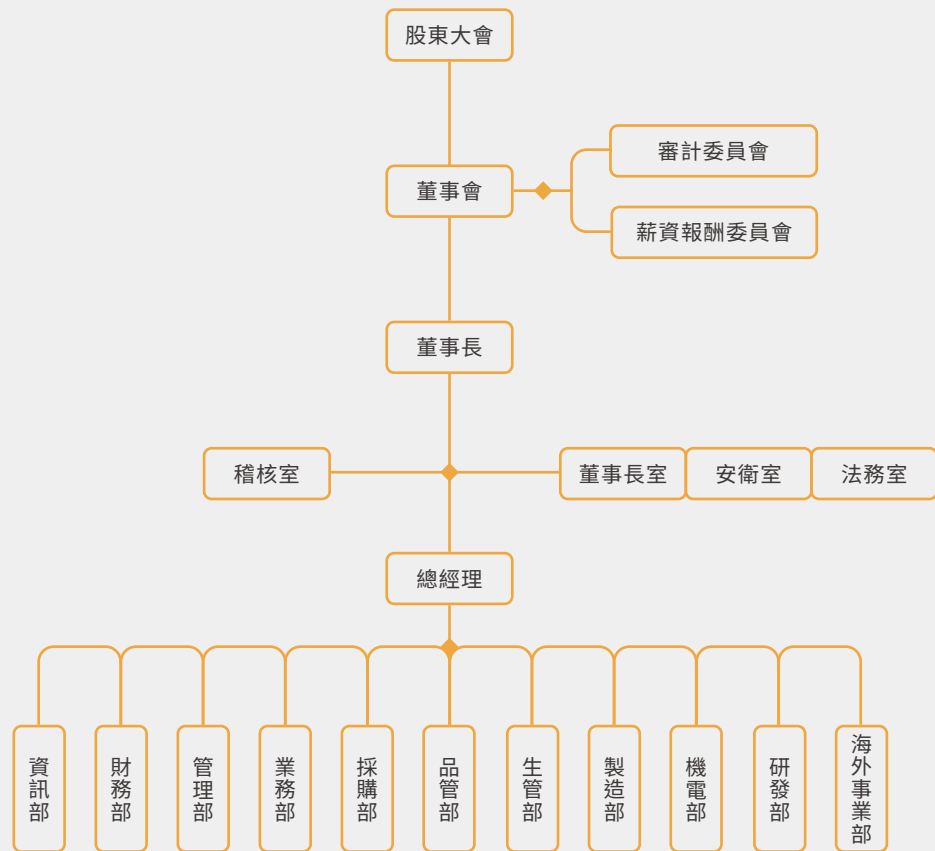 股東大會
審計委員會
董事會
薪資報酬委員會
董事長
稽核室
董事長室
安衛室
法務室
總經理
資訊部
財務部
管理部
業務部
採購部
品管部
生管部
製造部
機電部
研發部
海外事業部